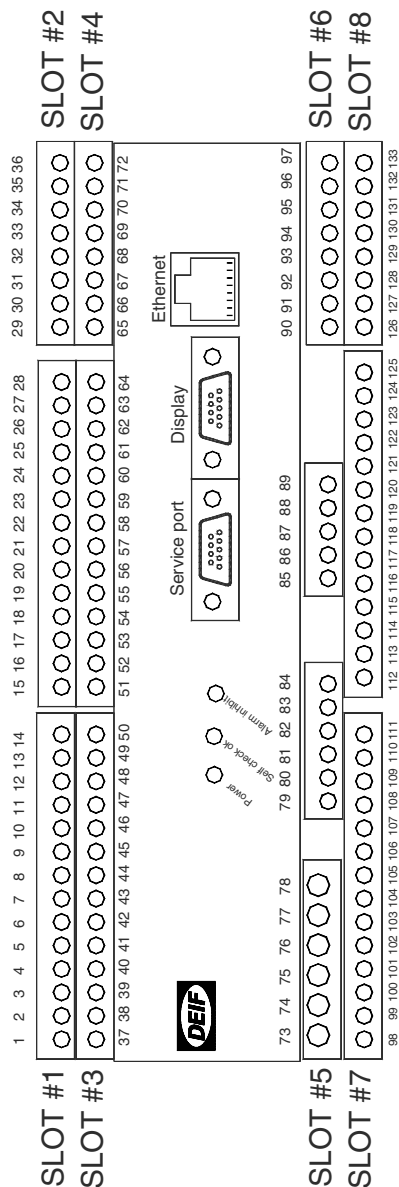 SLOT #2
SLOT #4
29 30 31 32 33 34 35 36
65 66 67 68 69 70 71 72
15 16 17 18 19 20 21 22 23 24 25 26 27 28
51 52 53 54 55 56 57 58 59 60 61 62 63 64
1 2 3 4 5 6 7 8 9 10 11 12 13 14
37 38 39 40 41 42 43 44 45 46 47 48 49 50
SLOT #1
SLOT #3
DEIF
Power
Self check ok
Alarm inhibit
Service port
Display
Ethernet
SLOT #6
SLOT #8
90 91 92 93 94 95 96 97
126 127 128 129 130 131 132 133
85 86 87 88 89
79 80 81 82 83 84
73 74 75 76 77 78
112 113 114 115 116 117 118 119 120 121 122 123 124 125
98 99 100 101 102 103 104 105 106 107 108 109 110 111
SLOT #5
SLOT #7